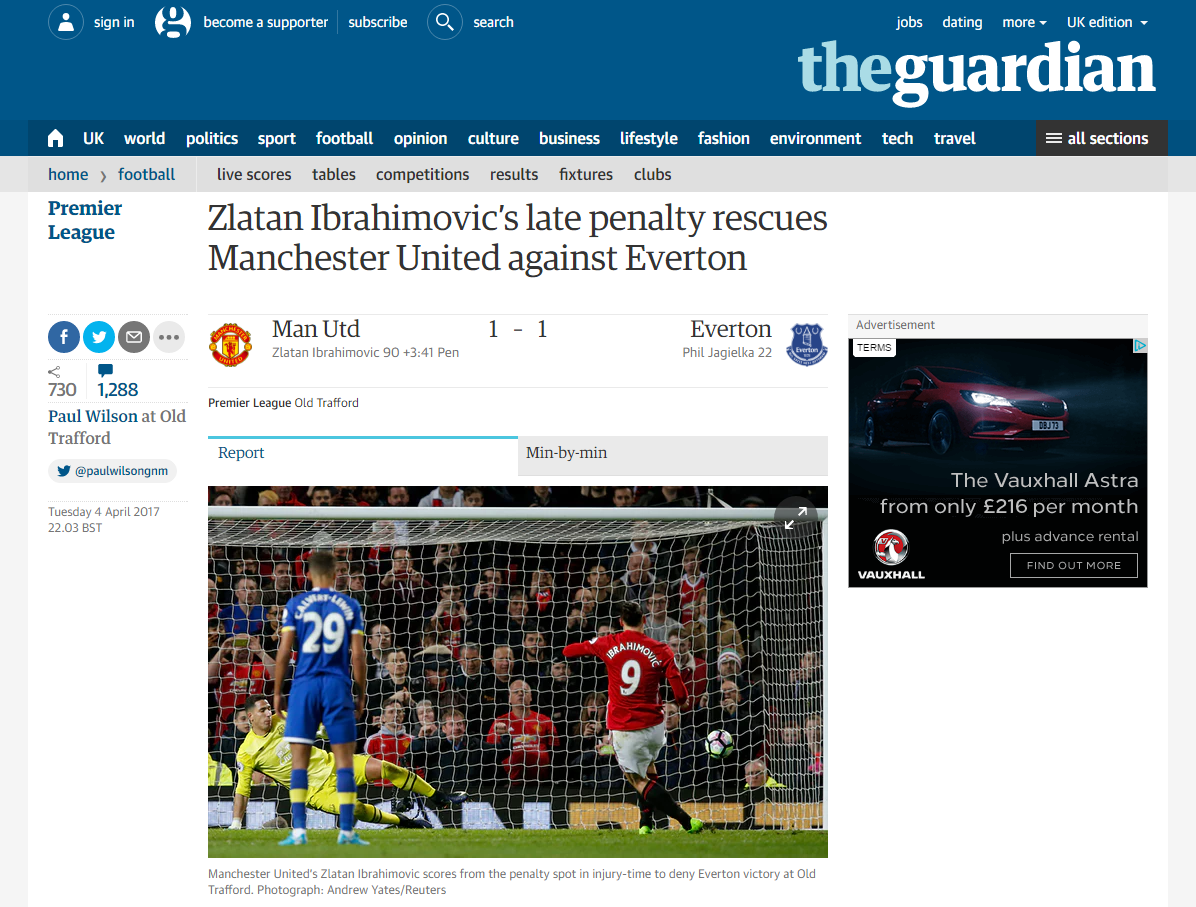 sign in
become a supporter
subscribe
search
jobs
dating
more
UK edition
theguardian
UK
world
politics
sport
football
opinion
culture
business
lifestyle
fashion
environment
tech
travel
all sections
home
football
live scores
tables
competitions
results
fixtures
clubs
Premier
League
Zlatan Ibrahimovic’s late penalty rescues
Manchester United against Everton
730
1,288
Paul Wilson at Old
Trafford
@paulwilsongnm
Tuesday 4 April 2017
22.03 BST
Man Utd
1 - 1
Everton
Zlatan Ibrahimovic 90 +3:41 Pen
Phil Jagielka 22
MANCHESTER
UNITED
Everton
Premier League Old Trafford
Report
Min-by-min
CALVERT-LEWIN
29
IBRAHIMOVIĆ
9
Manchester United's Zlatan Ibrahimovic scores from the penalty spot in injury-time to deny Everton victory at Old
Trafford. Photograph: Andrew Yates/Reuters
Advertisement
TERMS
DBJ 73
The Vauxhall Astra
from only £216 per month
plus advance rental
FIND OUT MORE
VAUXHALL